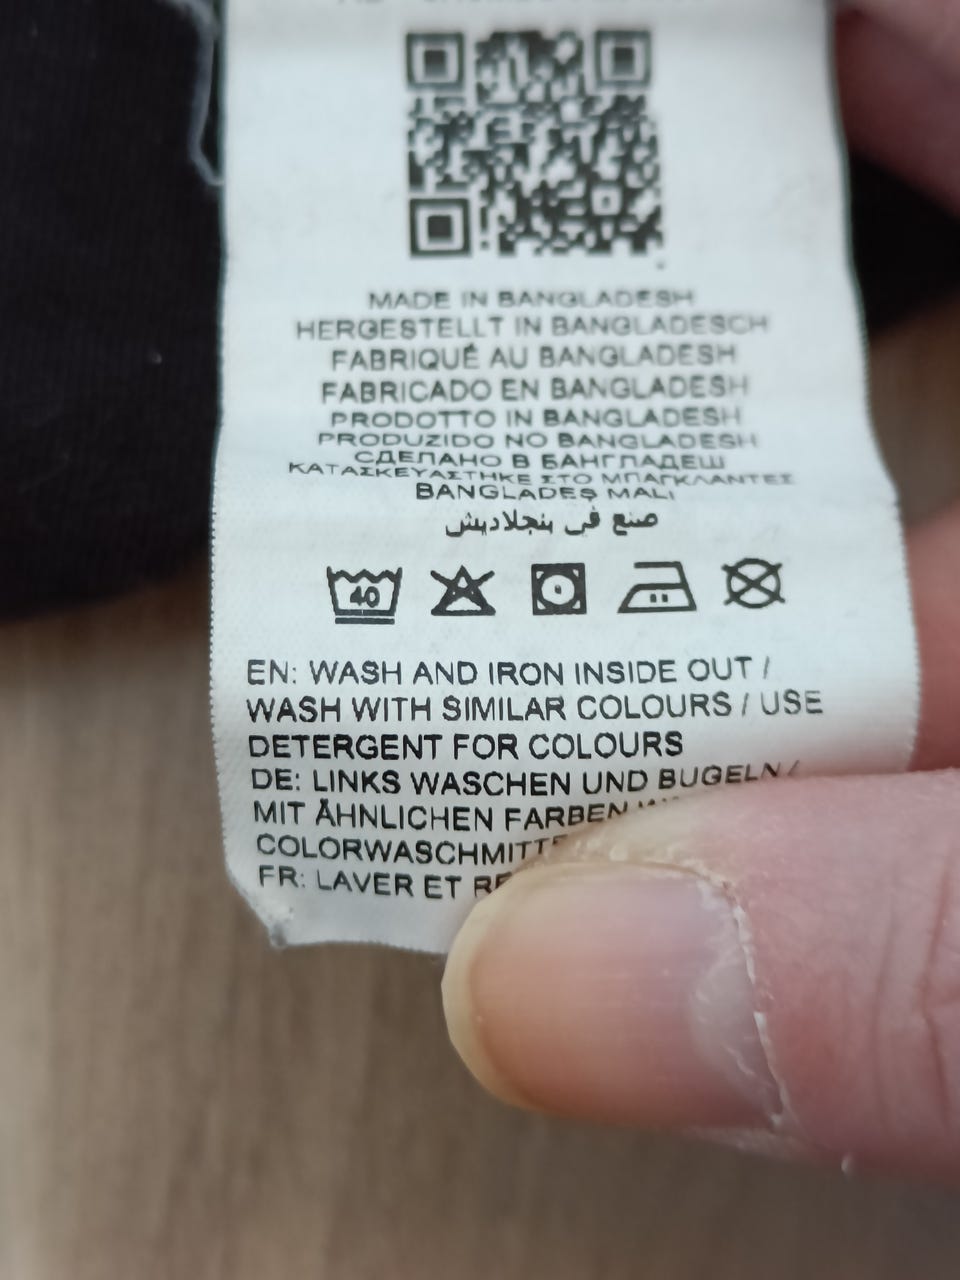 MADE IN BANGLADESH
HERGESTELLT IN BANGLADESCH
FABRIQUÉ AU BANGLADESH
FABRICADO EN BANGLADESH
PRODOTTO IN BANGLADESH
PRODUZIDO NO BANGLADESH
СДЕЛАНО В БАНГЛАДЕШ
ΚΑΤΑΣΚΕΥΑΣΤΗΚΕ ΣΤΟ ΜΠΑΓΚΛΑΝΤΕΣ
BANGLADEŞ MALI
صنع في بنجلاديش
40
EN: WASH AND IRON INSIDE OUT /
WASH WITH SIMILAR COLOURS / USE
DETERGENT FOR COLOURS
DE: LINKS WASCHEN UND BUGELN /
MIT ÄHNLICHEN FARBEN
COLORWASCHMITT
FR: LAVER ET